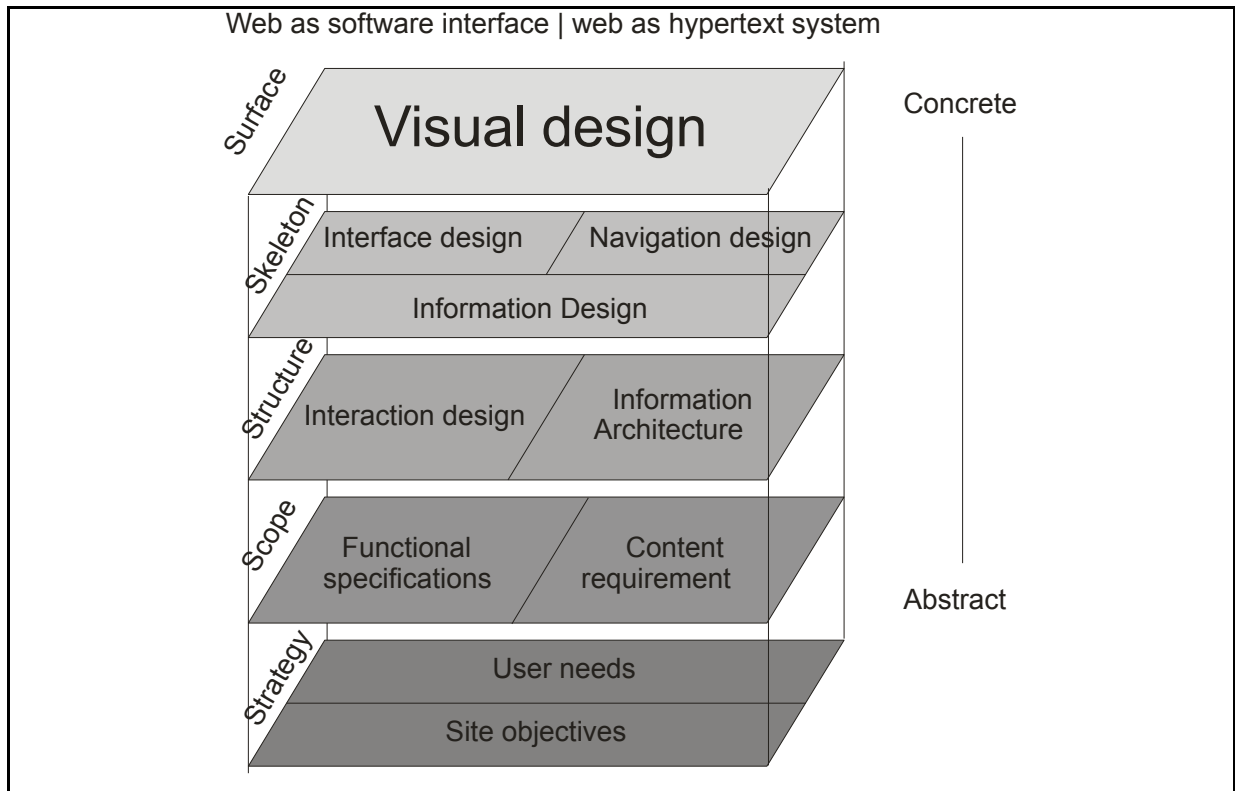 Web as software interface | web as hypertext system
Surface
Visual design
Concrete
Skeleton
Interface design
Navigation design
Information Design
Structure
Interaction design
Information
Architecture
Scope
Functional
specifications
Content
requirement
Abstract
Strategy
User needs
Site objectives